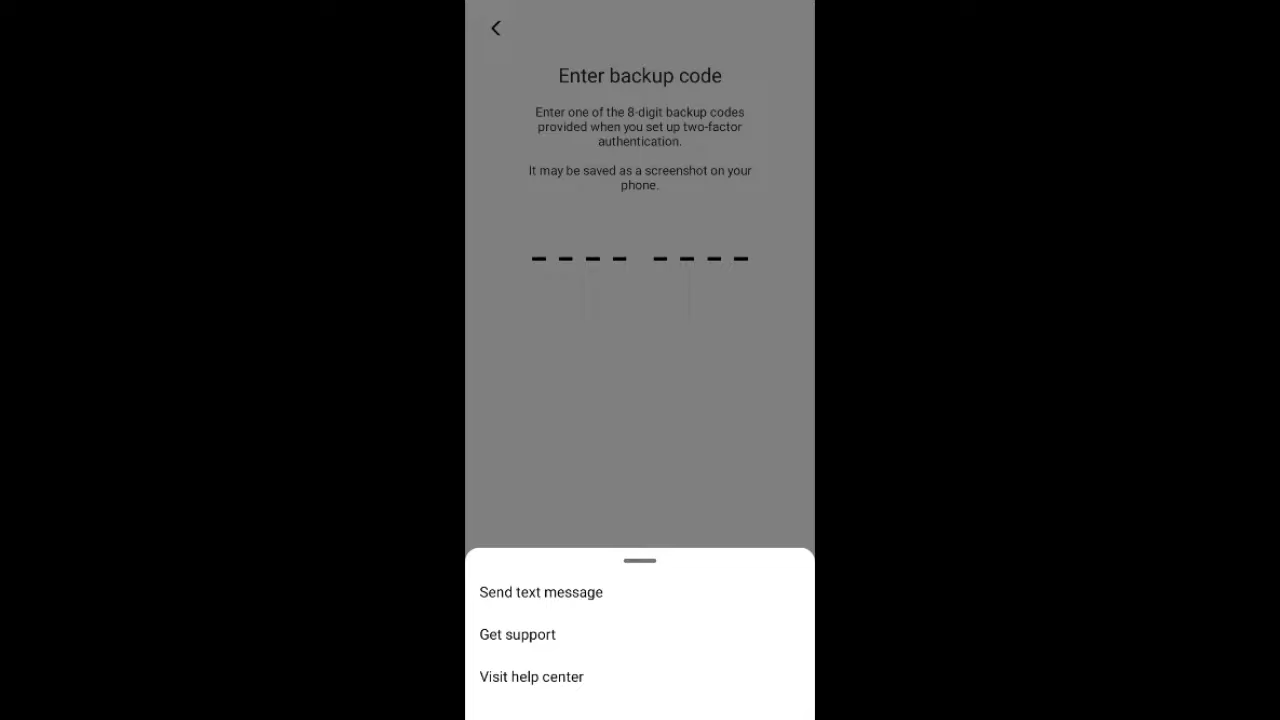 Enter backup code
Enter one of the 8-digit backup codes
provided when you set up two-factor
authentication.
It may be saved as a screenshot on your
phone.
Send text message
Get support
Visit help center